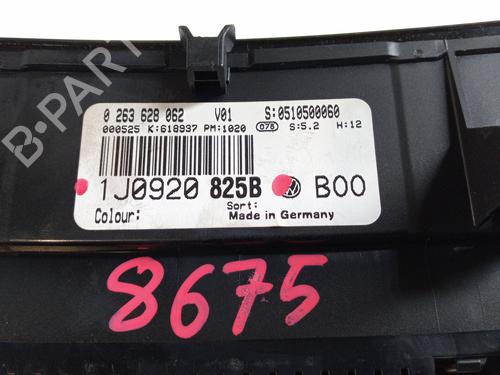 B-PARTS
0 263 628 062 V01 S:0510500060
000525 K:618937 PM:1020 078 S:5.2 H:12
1J0920 825B B00
Colour: Sort: Made in Germany
8675